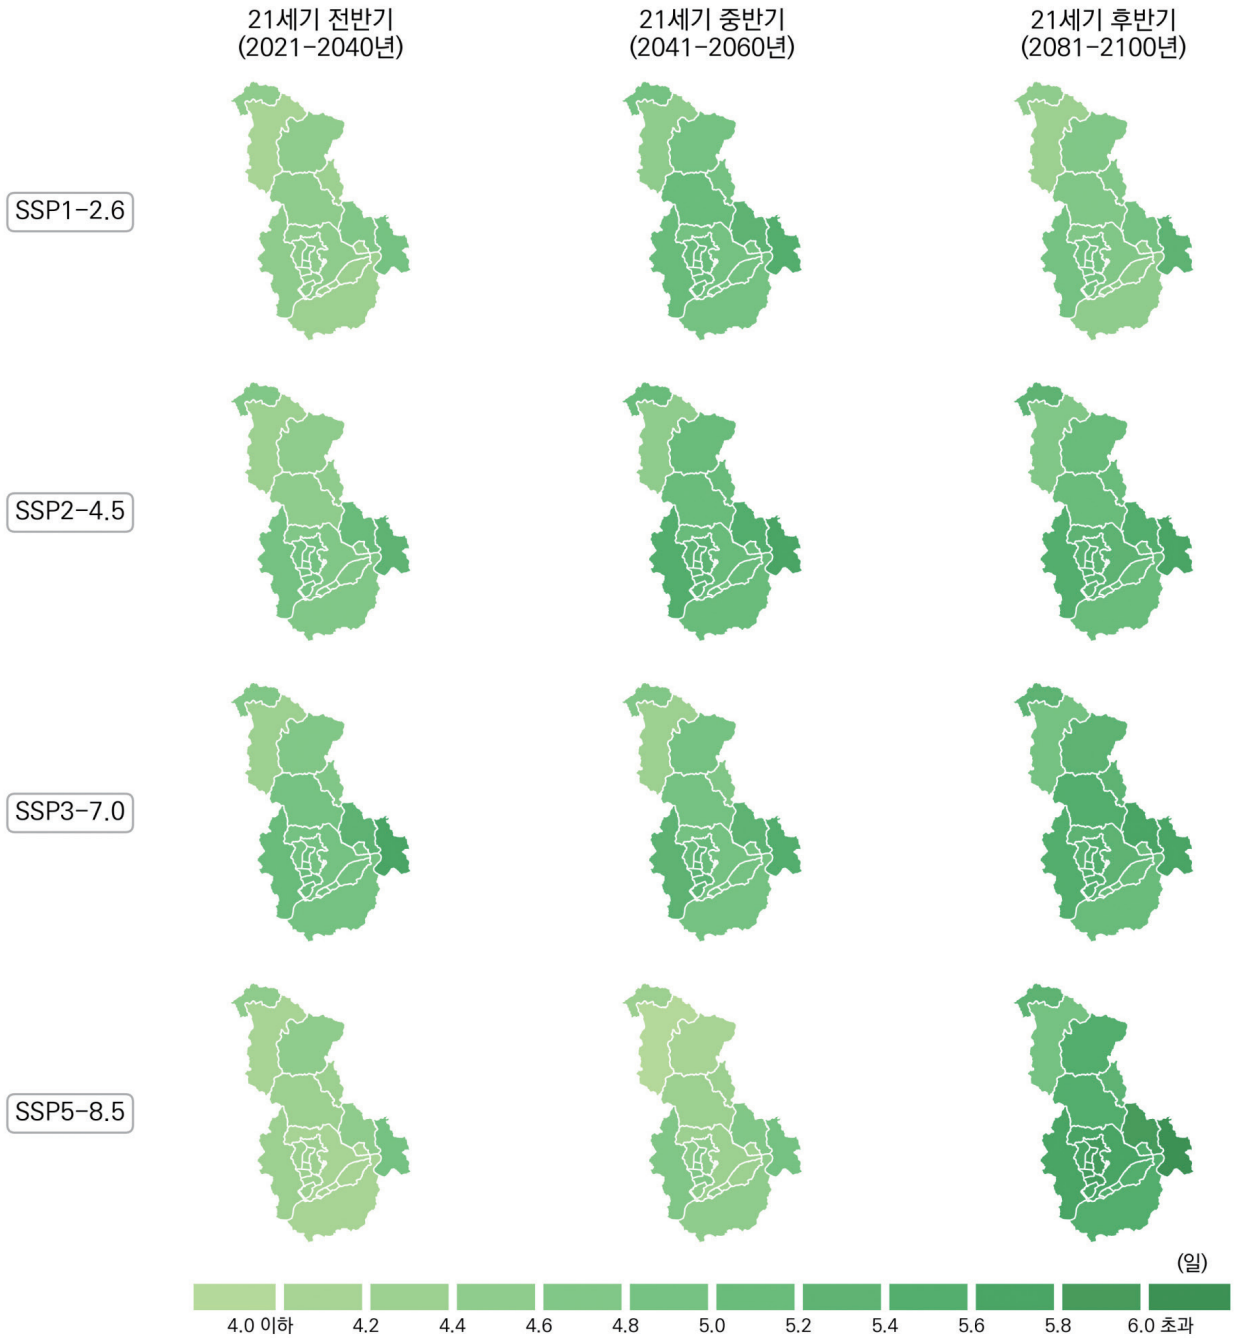 21세기 전반기
(2021-2040년)
21세기 중반기
(2041-2060년)
21세기 후반기
(2081-2100년)
SSP1-2.6
SSP2-4.5
SSP3-7.0
SSP5-8.5
(일)
4.0 이하 4.2 4.4 4.6 4.8 5.0 5.2 5.4 5.6 5.8 6.0 초과